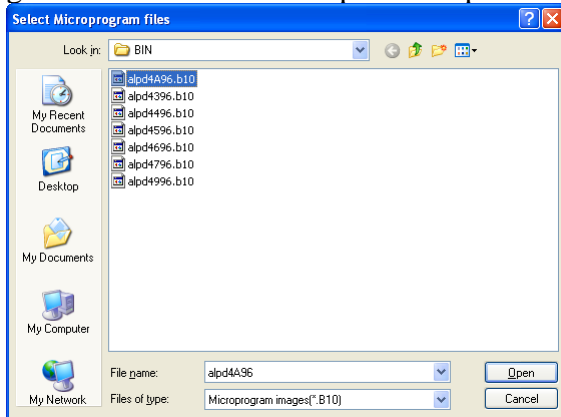 Select Microprogram files
Look in:
BIN
alpd4A96.b10
alpd4396.b10
alpd4496.b10
alpd4596.b10
alpd4696.b10
alpd4796.b10
alpd4996.b10
My Recent
Documents
Desktop
My Documents
My Computer
My Network
File name:
alpd4A96
Open
Files of type:
Microprogram images(*.B10)
Cancel